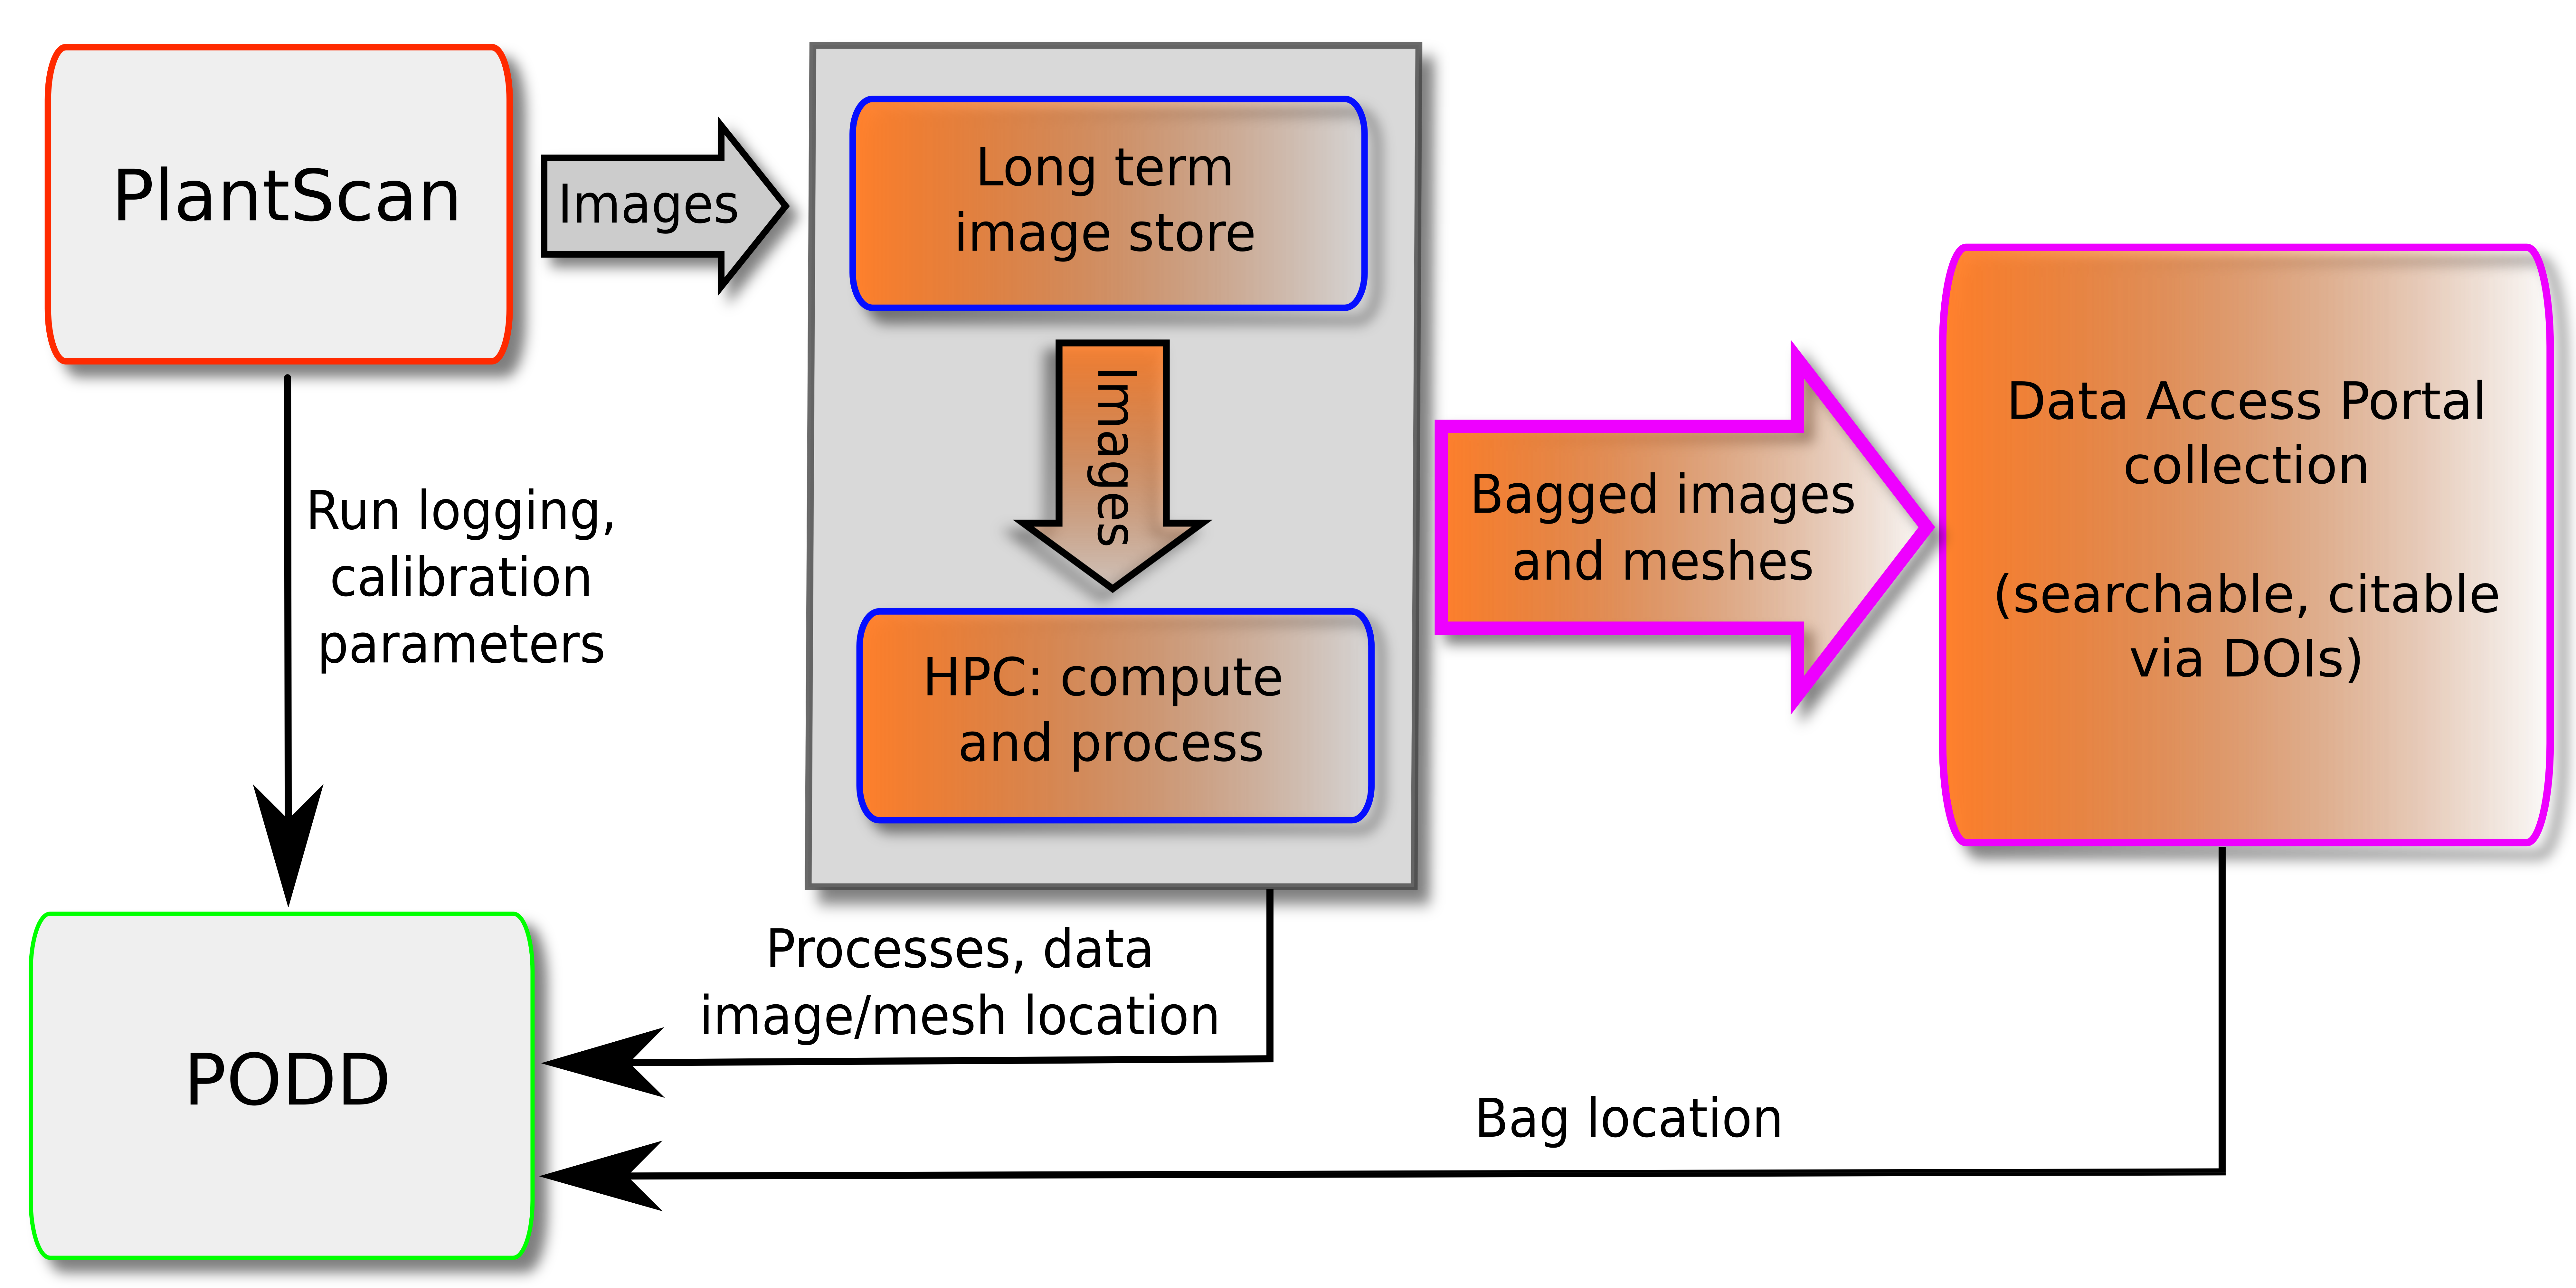 PlantScan
Images
Long term
image store
Images
HPC: compute
and process
Bagged images
and meshes
Data Access Portal
collection
(searchable, citable
via DOIs)
Run logging,
calibration
parameters
PODD
Processes, data
image/mesh location
Bag location